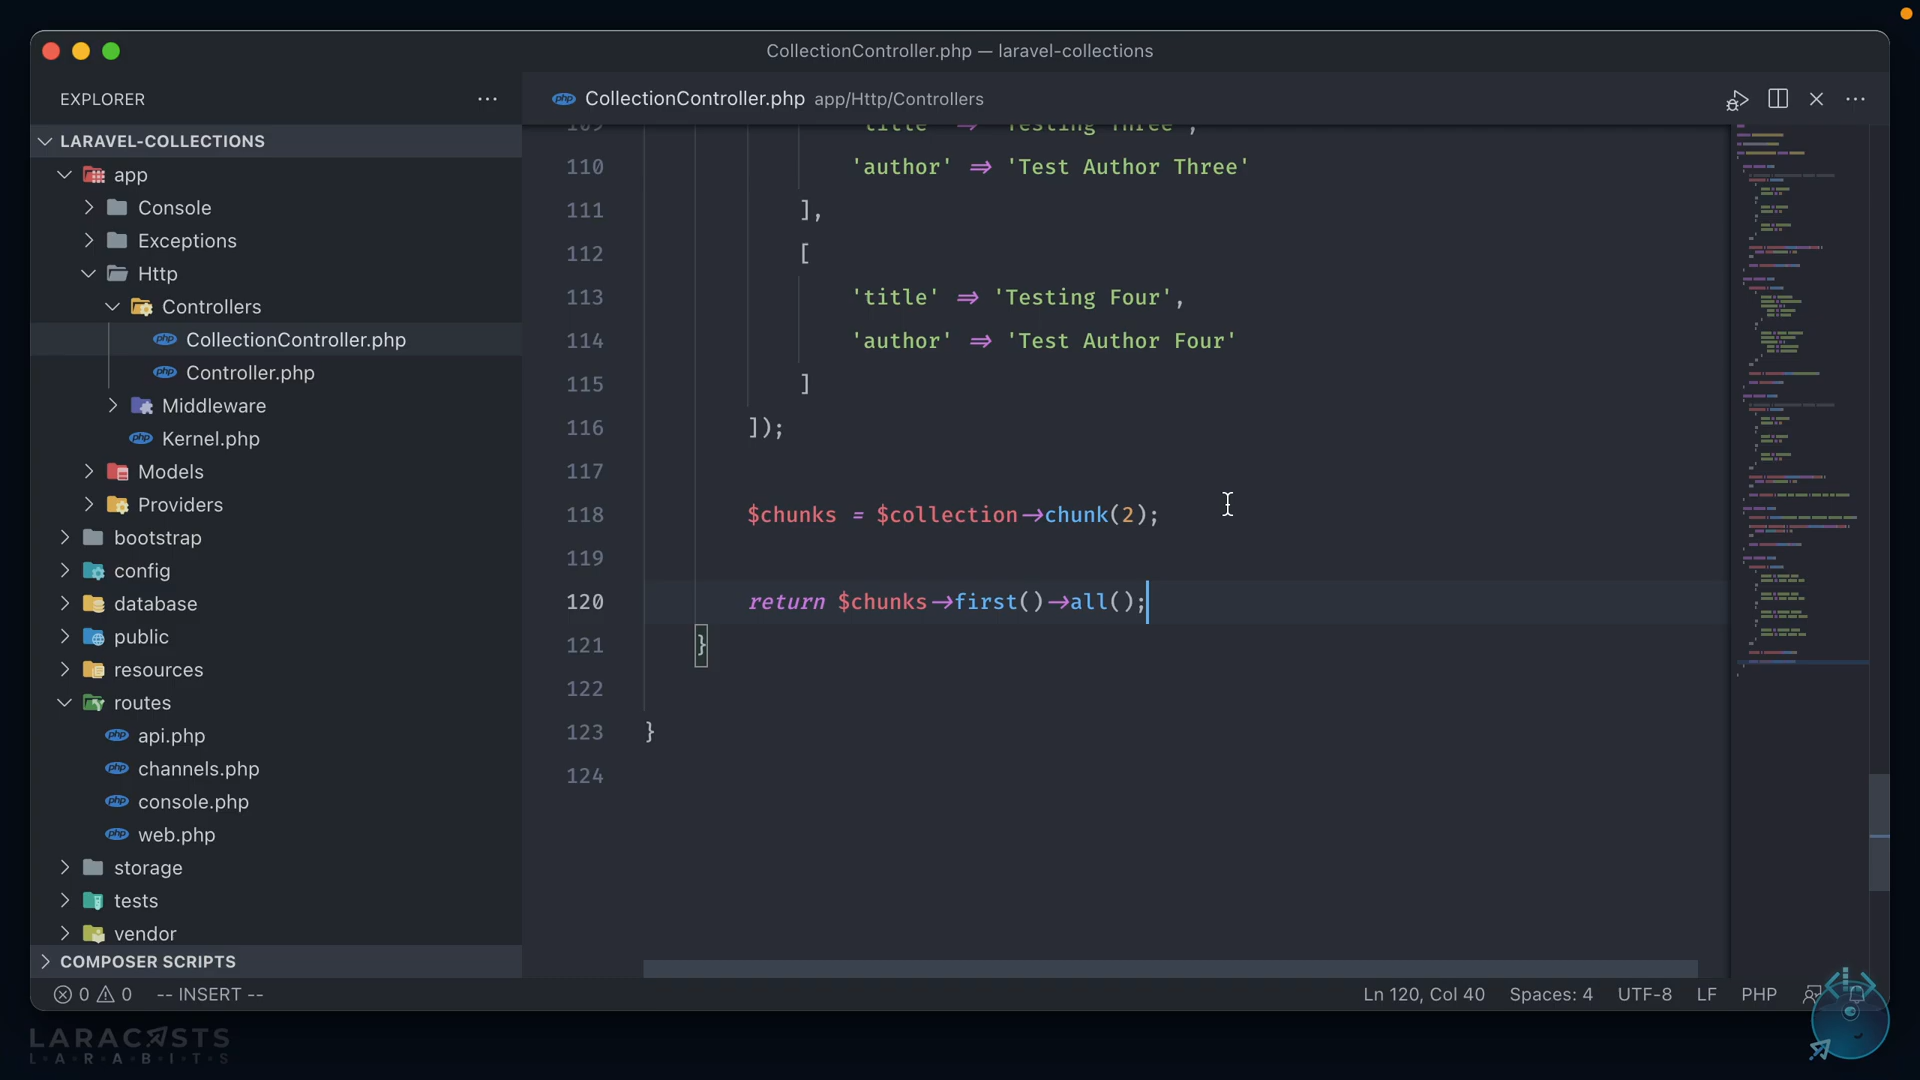 CollectionController.php — laravel-collections
EXPLORER
LARAVEL-COLLECTIONS
app
Console
Exceptions
Http
Controllers
CollectionController.php
Controller.php
Middleware
Kernel.php
Models
Providers
bootstrap
config
database
public
resources
routes
api.php
channels.php
console.php
web.php
storage
tests
vendor
COMPOSER SCRIPTS
CollectionController.php app/Http/Controllers
109 'title' => 'Testing Three',
110 'author' => 'Test Author Three'
111 ],
112 [
113 'title' => 'Testing Four',
114 'author' => 'Test Author Four'
115 ]
116 ]);
117
118 $chunks = $collection->chunk(2);
119
120 return $chunks->first()->all();
121 }
122
123 }
124
0 0 -- INSERT --
Ln 120, Col 40 Spaces: 4 UTF-8 LF PHP
LARACASTS
L·A·R·A·B·I·T·S